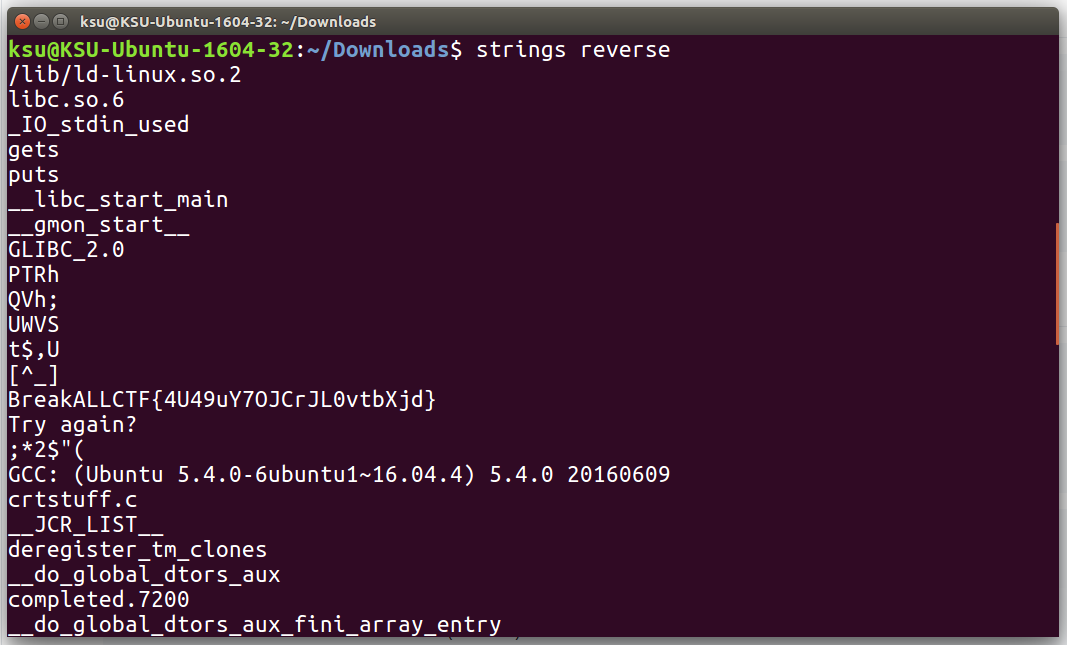 ksu@KSU-Ubuntu-1604-32: ~/Downloads
ksu@KSU-Ubuntu-1604-32:~/Downloads$ strings reverse
/lib/ld-linux.so.2
libc.so.6
_IO_stdin_used
gets
puts
__libc_start_main
__gmon_start__
GLIBC_2.0
PTRh
QVh;
UWVS
t$,U
[^_]
BreakALLCTF{4U49uY7OJCrJL0vtbXjd}
Try again?
;*2$"(
GCC: (Ubuntu 5.4.0-6ubuntu1~16.04.4) 5.4.0 20160609
crtstuff.c
__JCR_LIST__
deregister_tm_clones
__do_global_dtors_aux
completed.7200
__do_global_dtors_aux_fini_array_entry